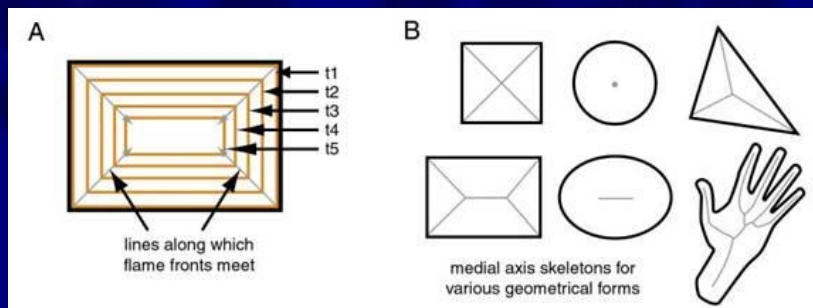 A
t1
t2
t3
t4
t5
lines along which
flame fronts meet
B
medial axis skeletons for
various geometrical forms